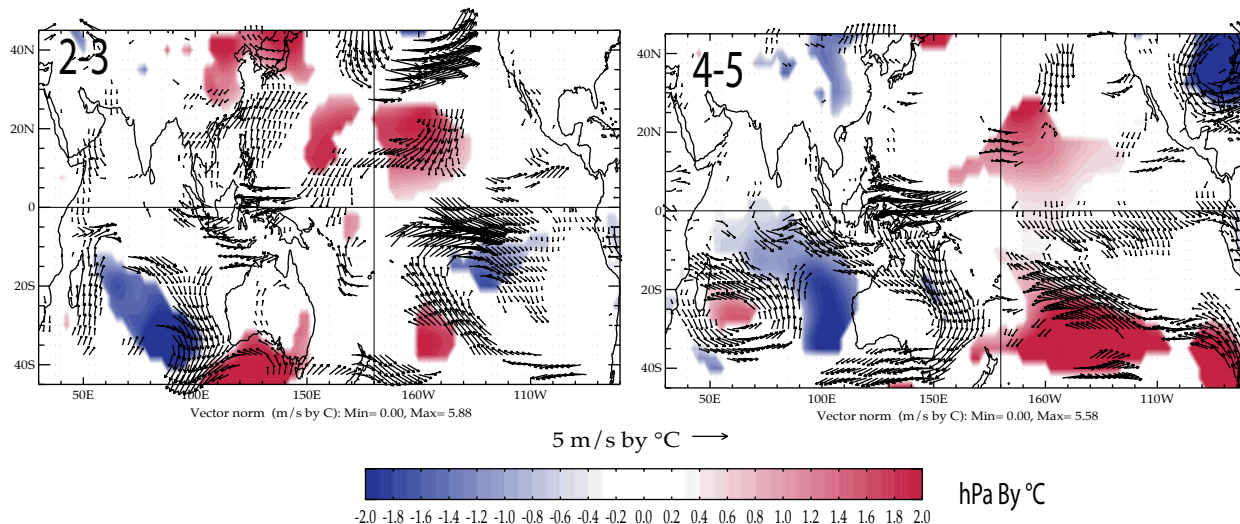 2-3
4-5
40N
20N
0
20S
40S
50E 100E 150E 160W 110W
Vector norm (m/s by C): Min= 0.00, Max= 5.88
40N
20N
0
20S
40S
50E 100E 150E 160W 110W
Vector norm (m/s by C): Min= 0.00, Max= 5.58
5 m/s by °C
-2.0 -1.8 -1.6 -1.4 -1.2 -1.0 -0.8 -0.6 -0.4 -0.2 0.0 0.2 0.4 0.6 0.8 1.0 1.2 1.4 1.6 1.8 2.0
hPa By °C